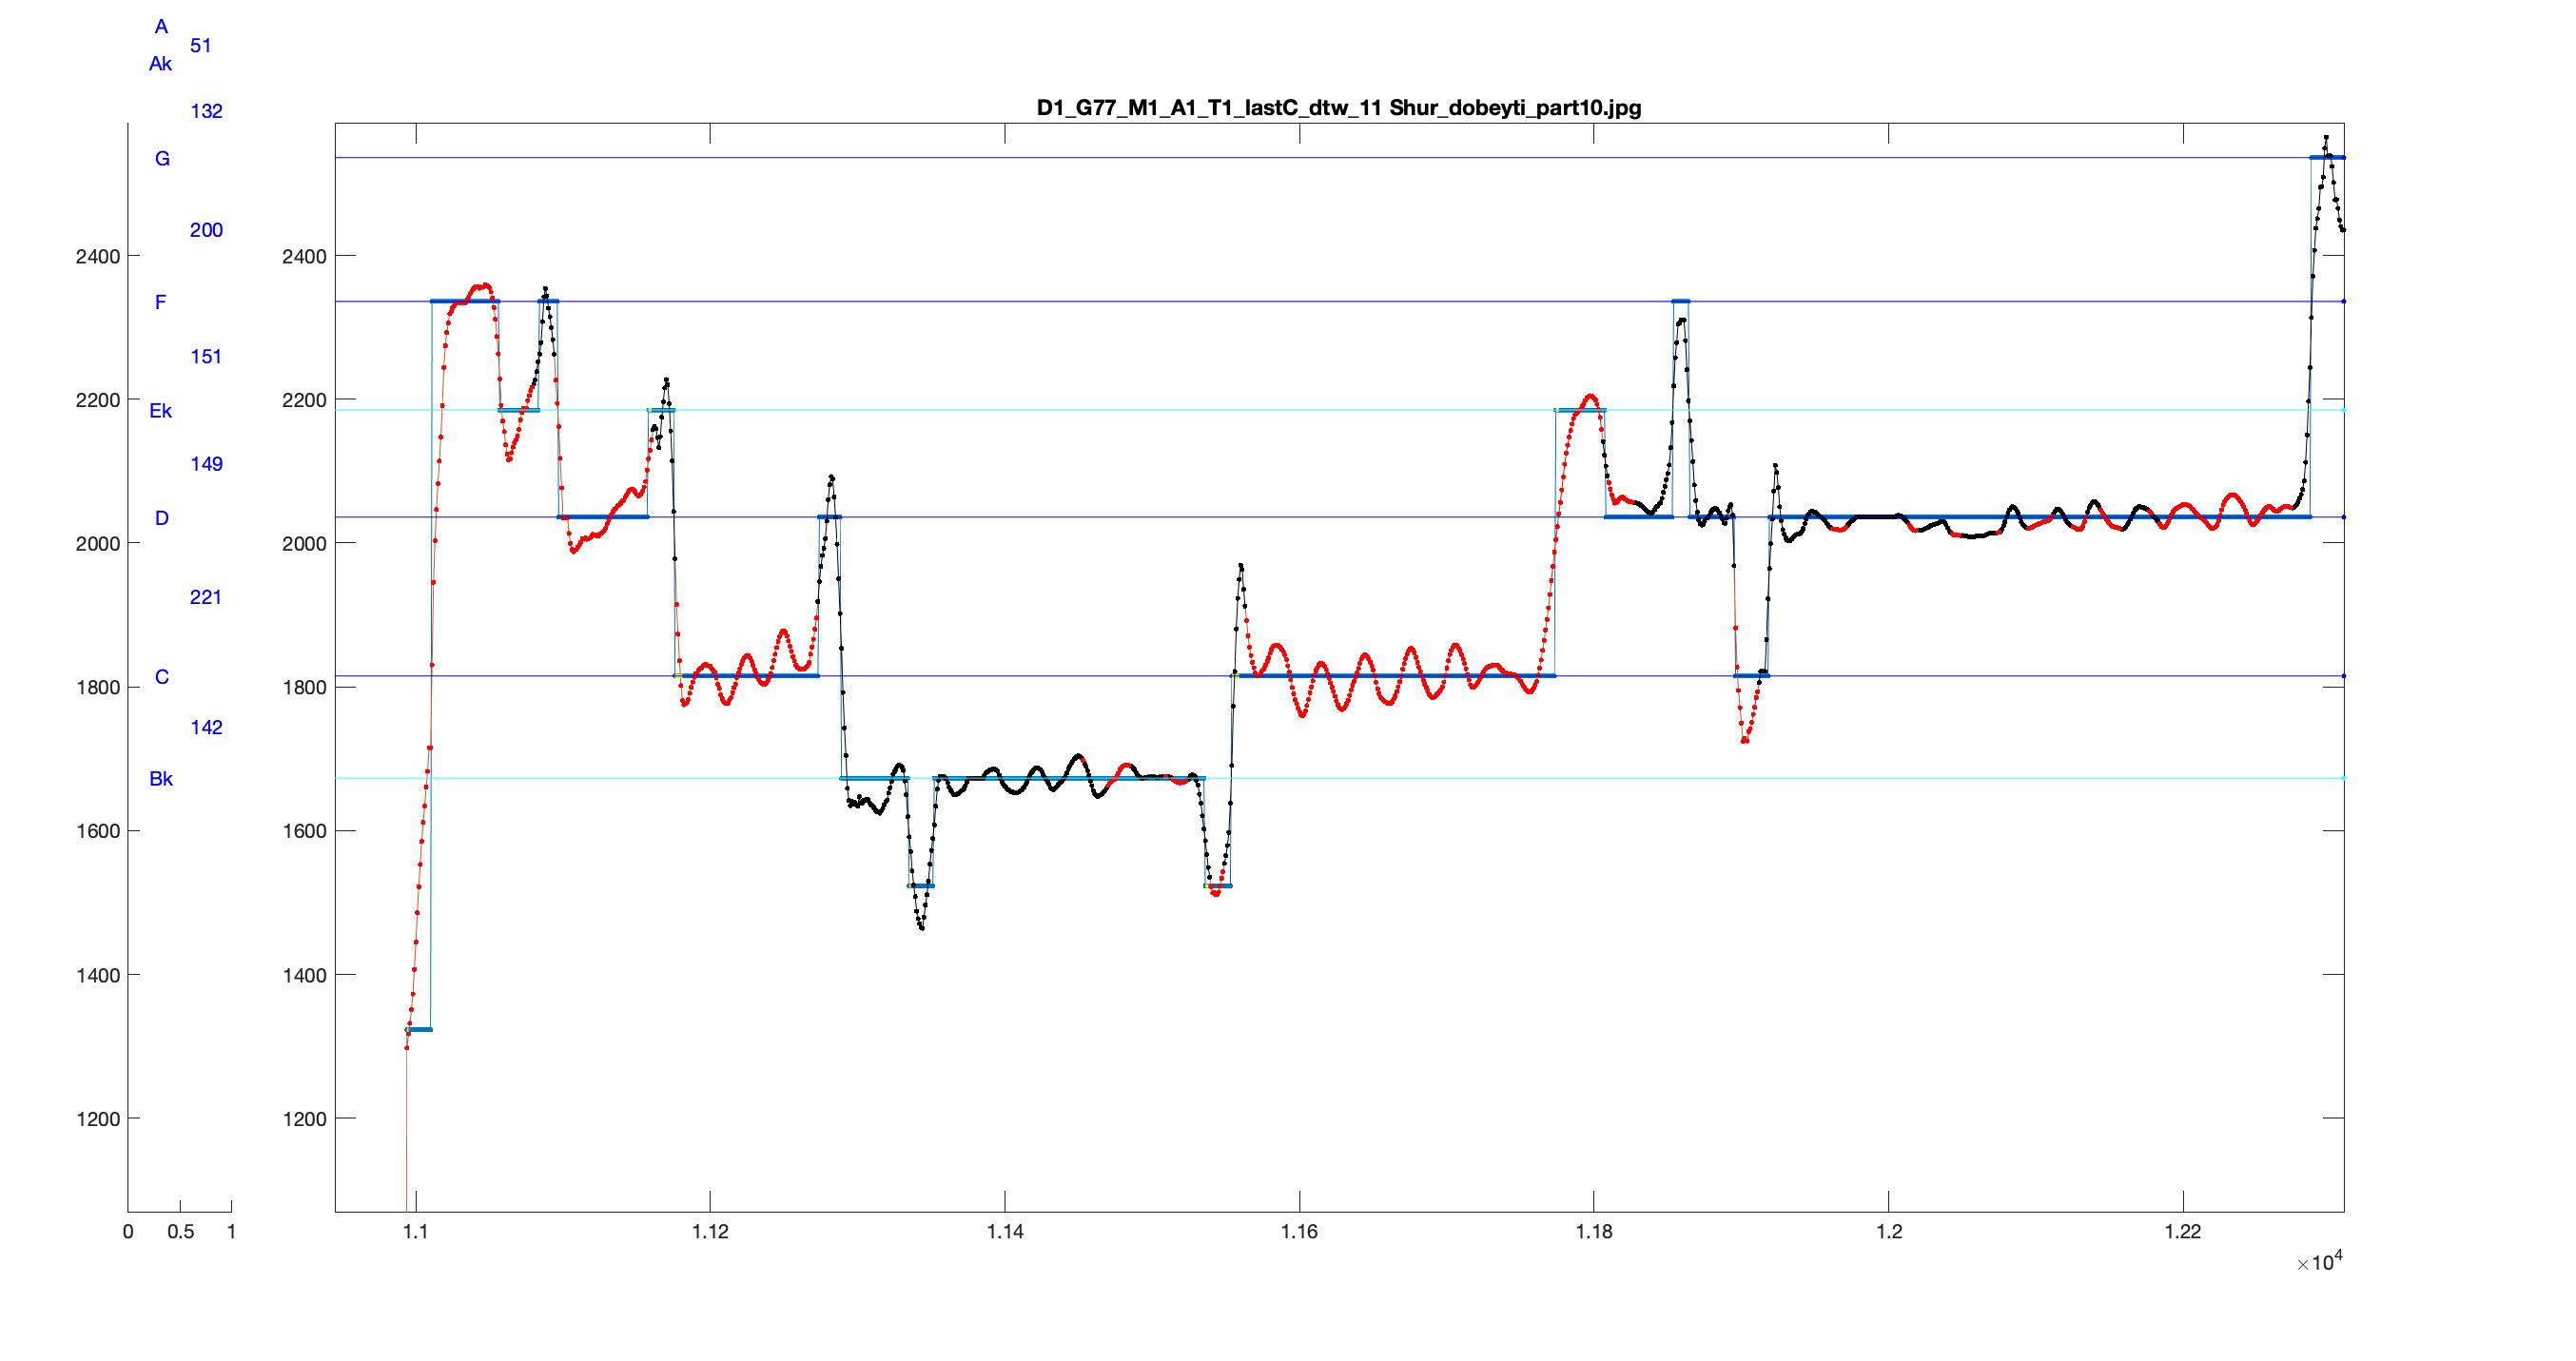 A
51
Ak
132
D1_G77_M1_A1_T1_lastC_dtw_11 Shur_dobeyti_part10.jpg
G
200
2400 2400
F
151
2200 Ek 2200
149
D
2000 2000
221
C
1800 1800
142
Bk
1600 1600
1400 1400
1200 1200
0 0.5 1 1.1 1.12 1.14 1.16 1.18 1.2 1.22
×10⁴